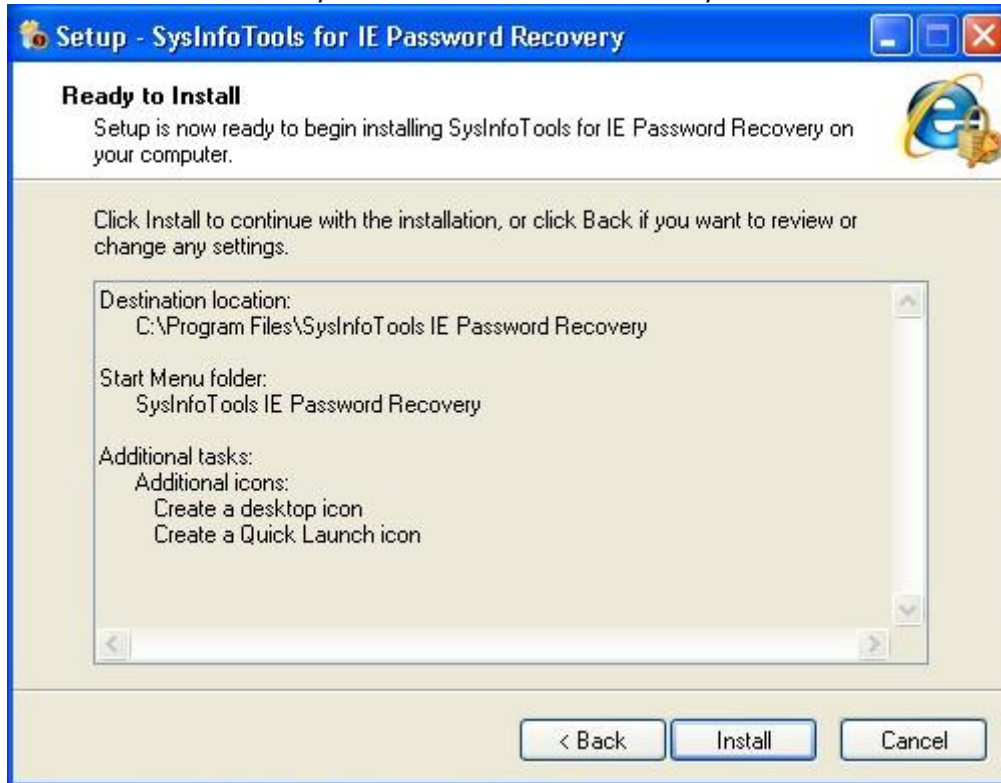 Setup - SysInfoTools for IE Password Recovery
Ready to Install
Setup is now ready to begin installing SysInfoTools for IE Password Recovery on
your computer.
Click Install to continue with the installation, or click Back if you want to review or
change any settings.
Destination location:
C:\Program Files\SysInfoTools IE Password Recovery
Start Menu folder:
SysInfoTools IE Password Recovery
Additional tasks:
Additional icons:
Create a desktop icon
Create a Quick Launch icon
< Back
Install
Cancel